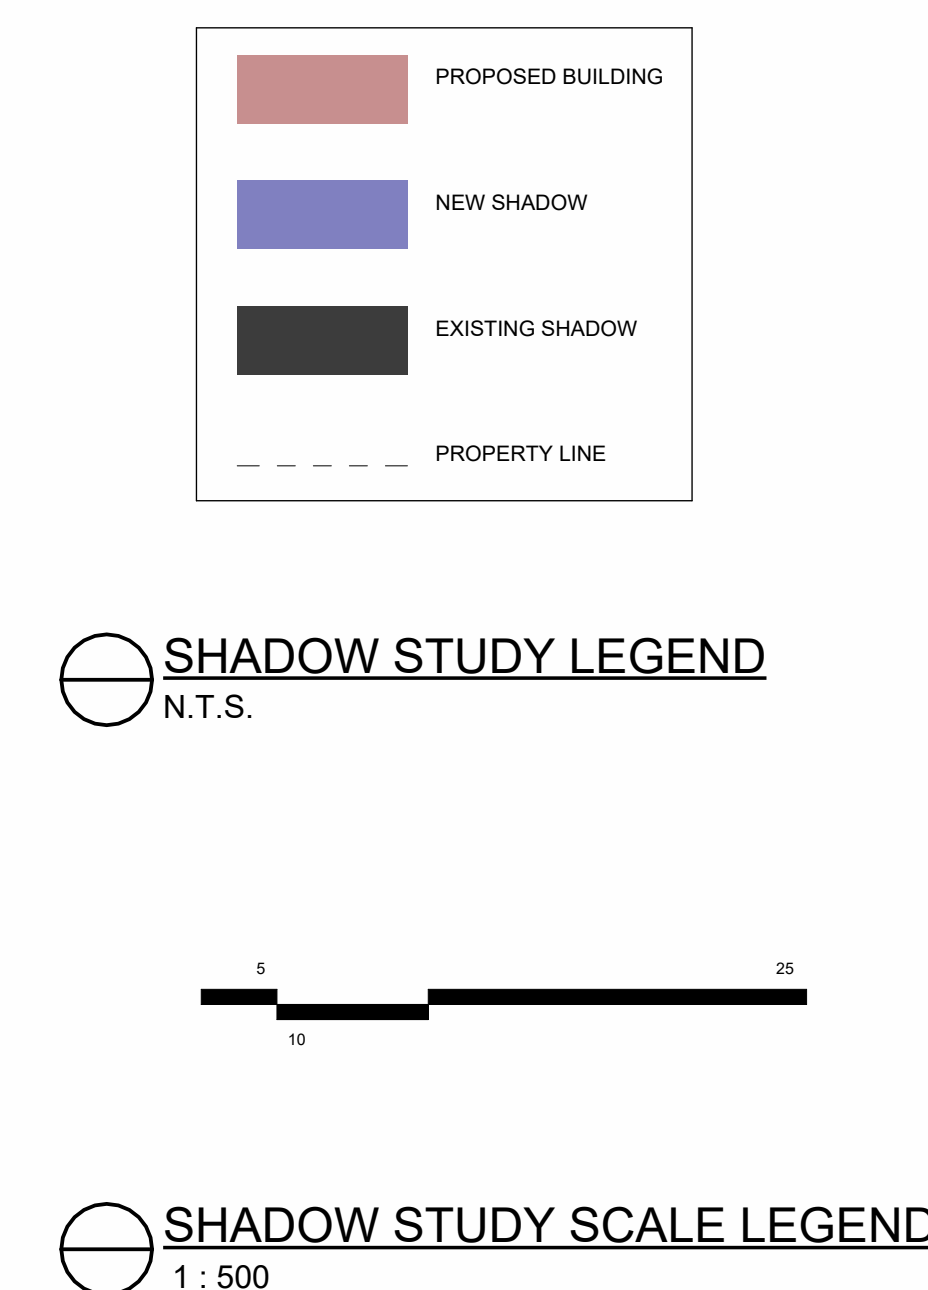 PROPOSED BUILDING
NEW SHADOW
EXISTING SHADOW
PROPERTY LINE
SHADOW STUDY LEGEND
N.T.S.
5
25
10
SHADOW STUDY SCALE LEGEND
1 : 500